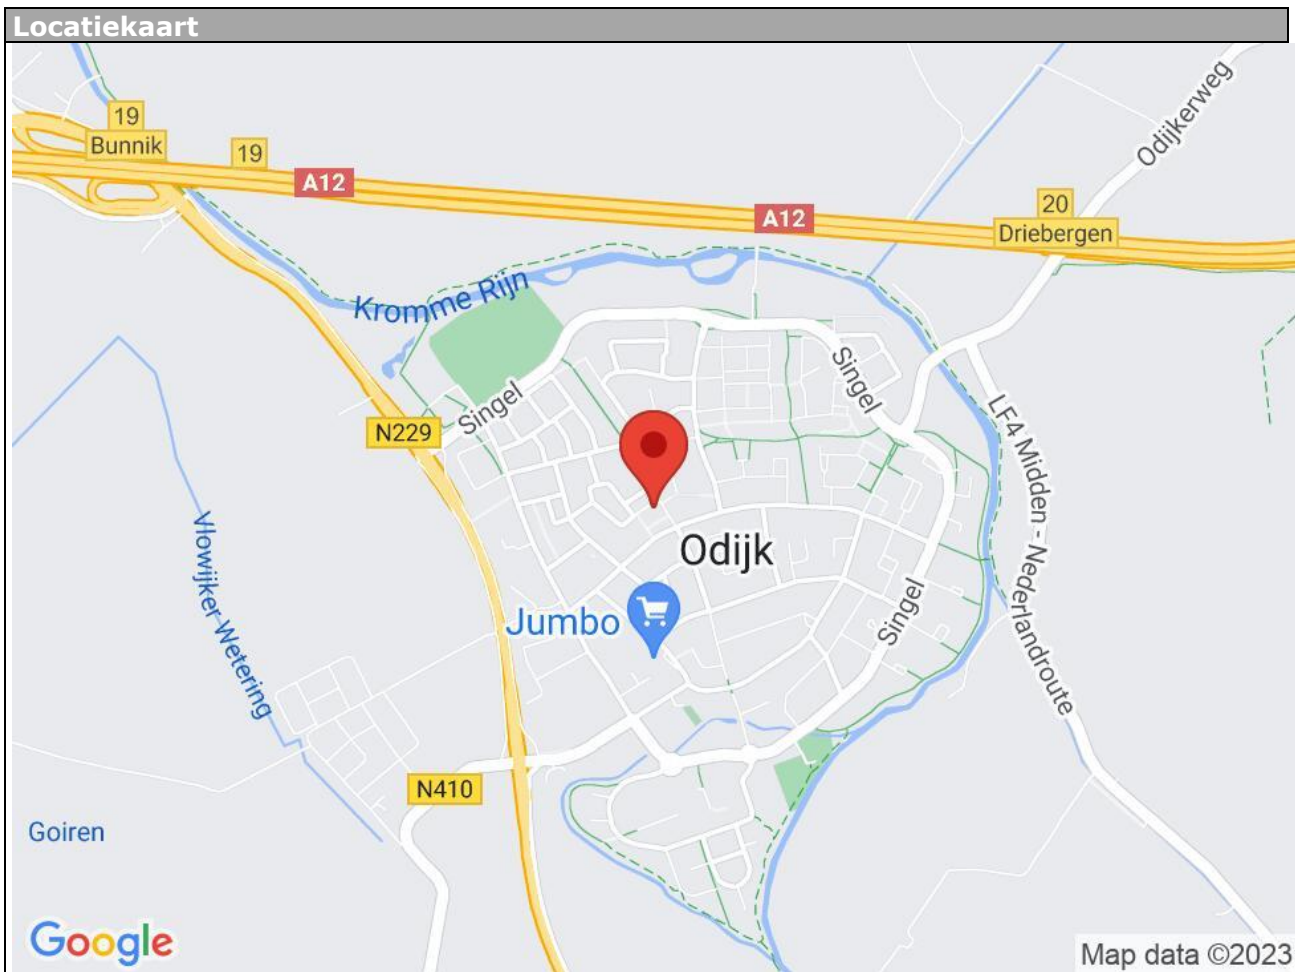 Locatiekaart
19
Bunnik
19
A12
A12
20
Driebergen
Odijkerweg
Kromme Rijn
Singel
Singel
N229
LF4 Midden - Nederlandroute
Vlowijker Wetering
Odijk
Jumbo
Singel
N410
Goiren
Google
Map data ©2023